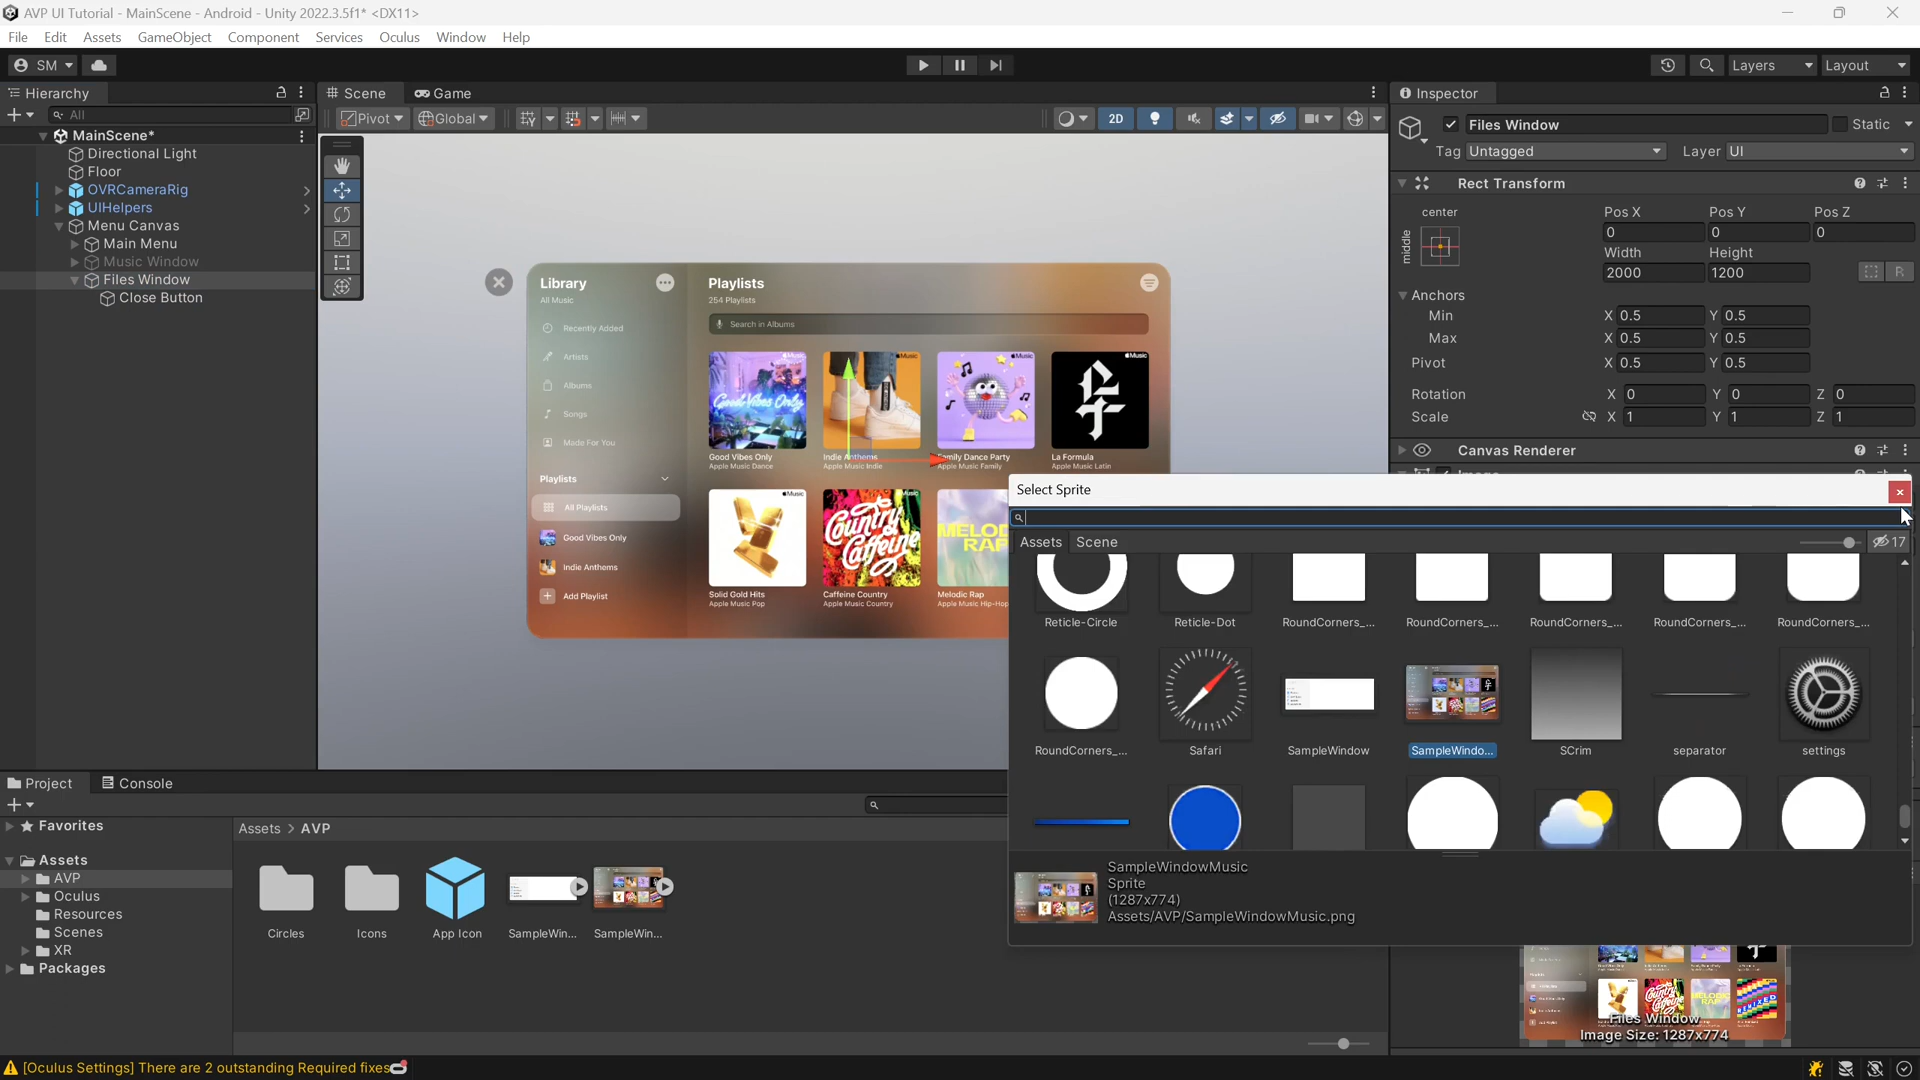 AVP UI Tutorial - MainScene - Android - Unity 2022.3.5f1* <DX11>
File Edit Assets GameObject Component Services Oculus Window Help
SM
Layers Layout
Hierarchy
All
MainScene*
Directional Light
Floor
OVRCameraRig
UIHelpers
Menu Canvas
Main Menu
Music Window
Files Window
Close Button
Scene Game
Pivot Global
2D
Library
All Music
Recently Added
Artists
Albums
Songs
Made For You
Playlists
All Playlists
Good Vibes Only
Indie Anthems
Add Playlist
Playlists
254 Playlists
Search in Albums
Good Vibes Only
Apple Music Dance
Indie Anthems
Apple Music Indie
Family Dance Party
Apple Music Family
La Formula
Apple Music Latin
Country Caffeine
Solid Gold Hits
Apple Music Pop
Caffeine Country
Apple Music Country
Melodic Rap
Apple Music Hip-Hop
Inspector
Files Window Static
Tag Untagged Layer UI
Rect Transform
center
middle
Pos X Pos Y Pos Z
0 0 0
Width Height
2000 1200
R
Anchors
Min X 0.5 Y 0.5
Max X 0.5 Y 0.5
Pivot X 0.5 Y 0.5
Rotation X 0 Y 0 Z 0
Scale X 1 Y 1 Z 1
Canvas Renderer
Select Sprite
Assets Scene 17
Reticle-Circle Reticle-Dot RoundCorners_... RoundCorners_... RoundCorners_... RoundCorners_... RoundCorners_...
RoundCorners_... Safari SampleWindow SampleWindo... SCrim separator settings
SampleWindowMusic
Sprite
(1287x774)
Assets/AVP/SampleWindowMusic.png
Files Window
Image Size: 1287x774
Project Console
Favorites
Assets
AVP
Oculus
Resources
Scenes
XR
Packages
Assets > AVP
Circles Icons App Icon SampleWin... SampleWin...
[Oculus Settings] There are 2 outstanding Required fixes